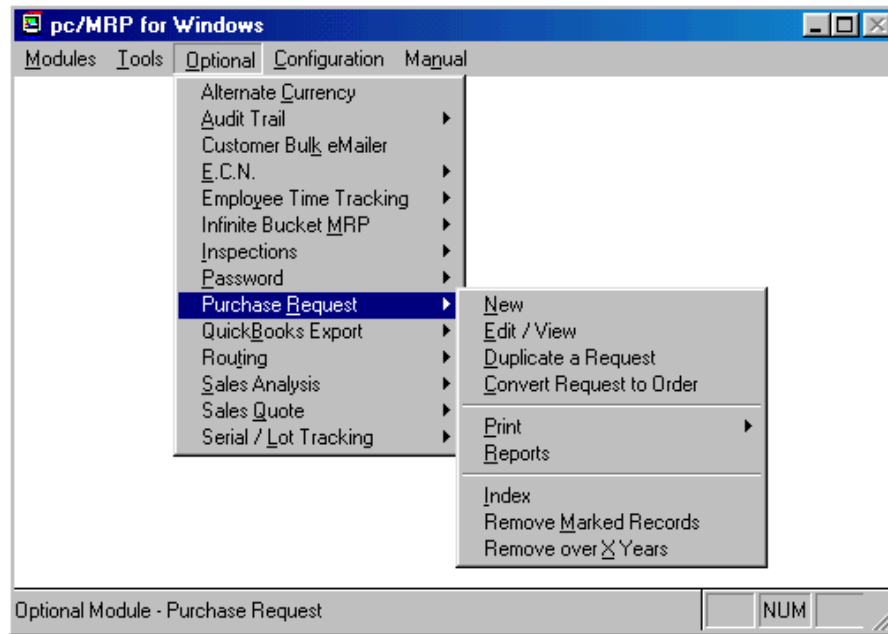 pc/MRP for Windows
Modules Tools Optional Configuration Manual
Alternate Currency
Audit Trail
Customer Bulk eMailer
E.C.N.
Employee Time Tracking
Infinite Bucket MRP
Inspections
Password
Purchase Request
QuickBooks Export
Routing
Sales Analysis
Sales Quote
Serial / Lot Tracking
New
Edit / View
Duplicate a Request
Convert Request to Order
Print
Reports
Index
Remove Marked Records
Remove over X Years
Optional Module - Purchase Request
NUM